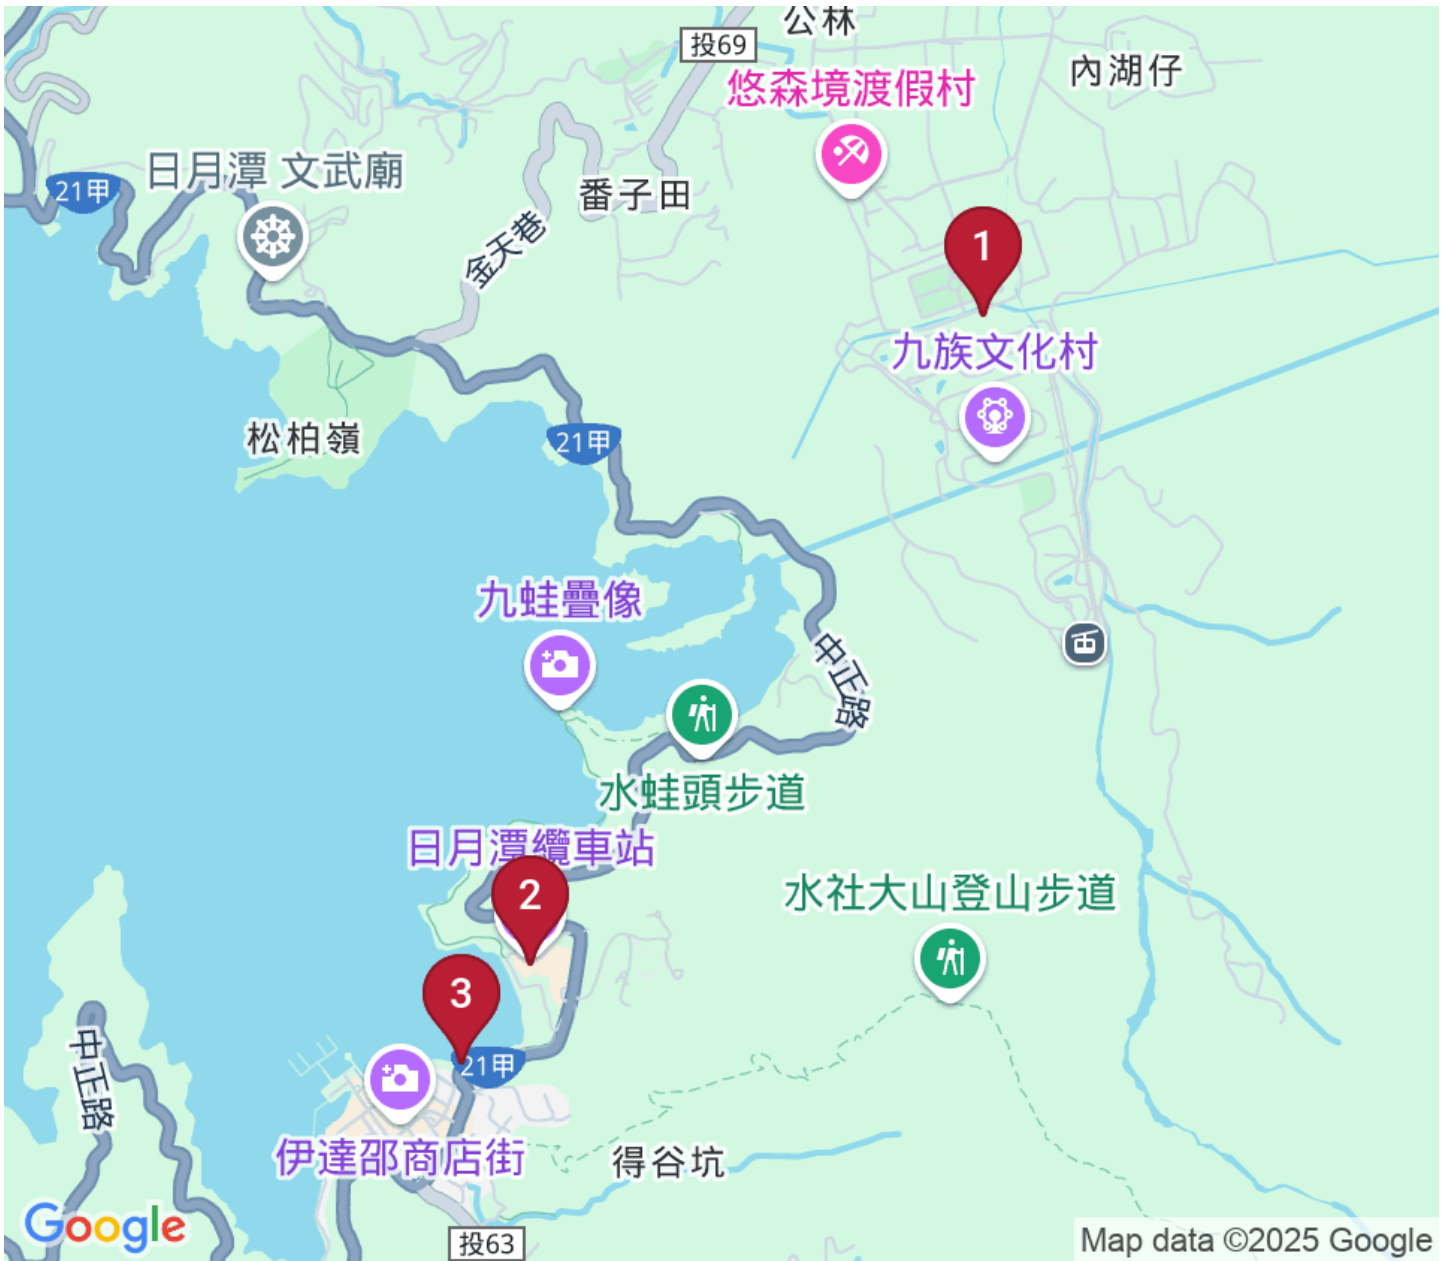 公林
投69
內湖仔
悠森境渡假村
日月潭 文武廟
21甲
番子田
金天巷
1
九族文化村
松柏嶺
21甲
九蛙疊像
中正路
水蛙頭步道
日月潭纜車站
2
水社大山登山步道
3
21甲
中正路
伊達邵商店街
得谷坑
Google
投63
Map data ©2025 Google